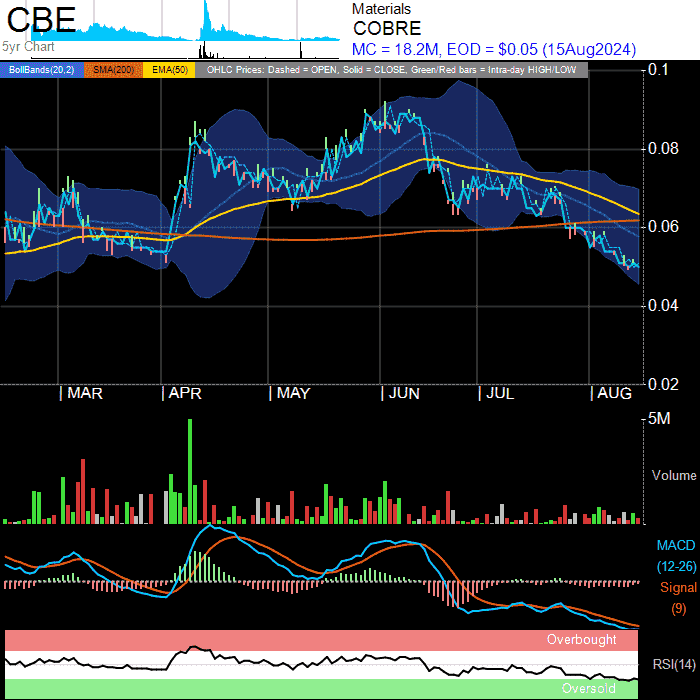 CBE
5yr Chart
Materials
COBRE
MC = 18.2M, EOD = $0.05 (15Aug2024)
BollBands(20,2) SMA(200) EMA(50) OHLC Prices: Dashed = OPEN, Solid = CLOSE, Green/Red bars = Intra-day HIGH/LOW
0.1
0.08
0.06
0.04
0.02
MAR APR MAY JUN JUL AUG
5M
Volume
MACD
(12-26)
Signal
(9)
Overbought
RSI(14)
Oversold